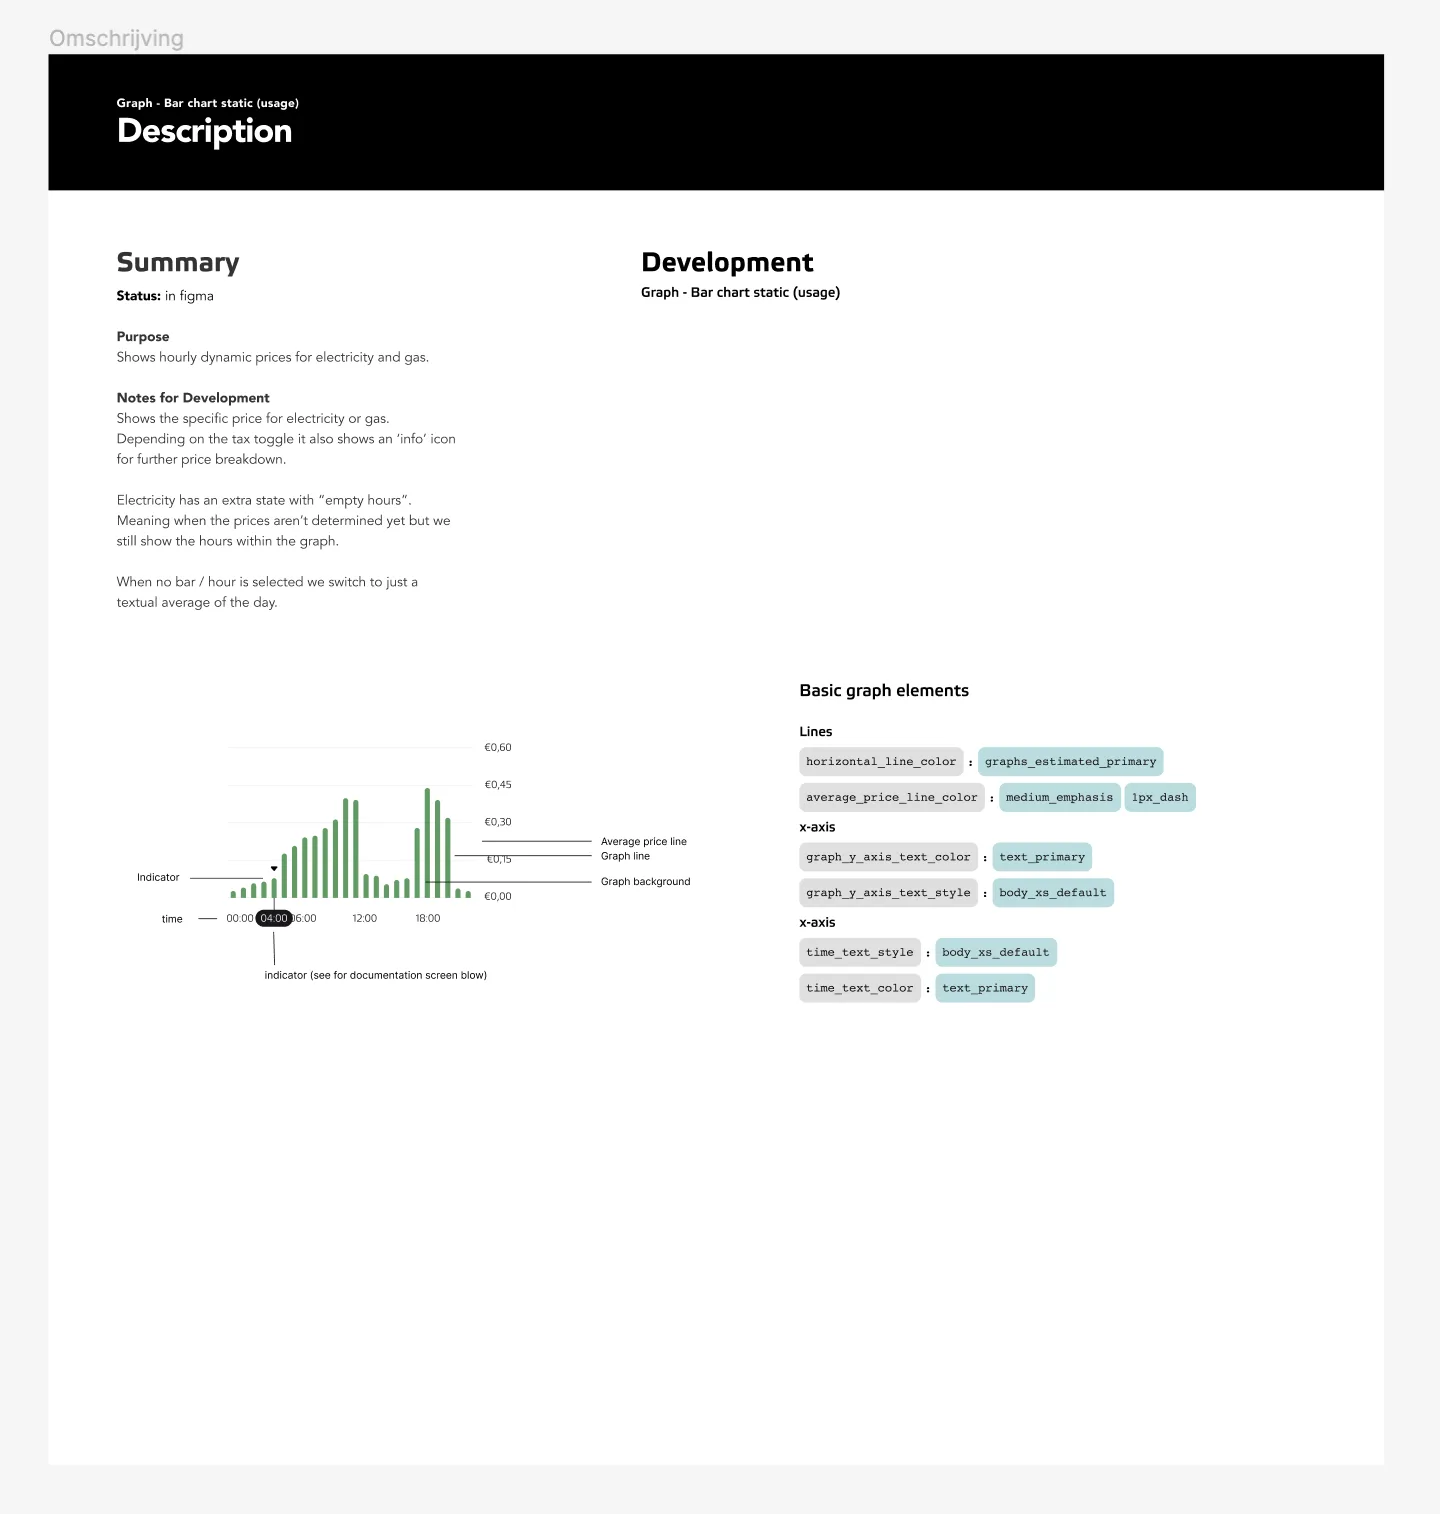 Omschrijving
Graph - Bar chart static (usage)
Description
Summary
Status: in figma
Purpose
Shows hourly dynamic prices for electricity and gas.
Notes for Development
Shows the specific price for electricity or gas.
Depending on the tax toggle it also shows an ‘info’ icon
for further price breakdown.
Electricity has an extra state with “empty hours”.
Meaning when the prices aren’t determined yet but we
still show the hours within the graph.
When no bar / hour is selected we switch to just a
textual average of the day.
Development
Graph - Bar chart static (usage)
€0,60
€0,45
€0,30
€0,15
€0,00
Average price line
Graph line
Graph background
Indicator
time
00:00 04:00 06:00 12:00 18:00
indicator (see for documentation screen blow)
Basic graph elements
Lines
horizontal_line_color : graphs_estimated_primary
average_price_line_color : medium_emphasis 1px_dash
x-axis
graph_y_axis_text_color : text_primary
graph_y_axis_text_style : body_xs_default
x-axis
time_text_style : body_xs_default
time_text_color : text_primary